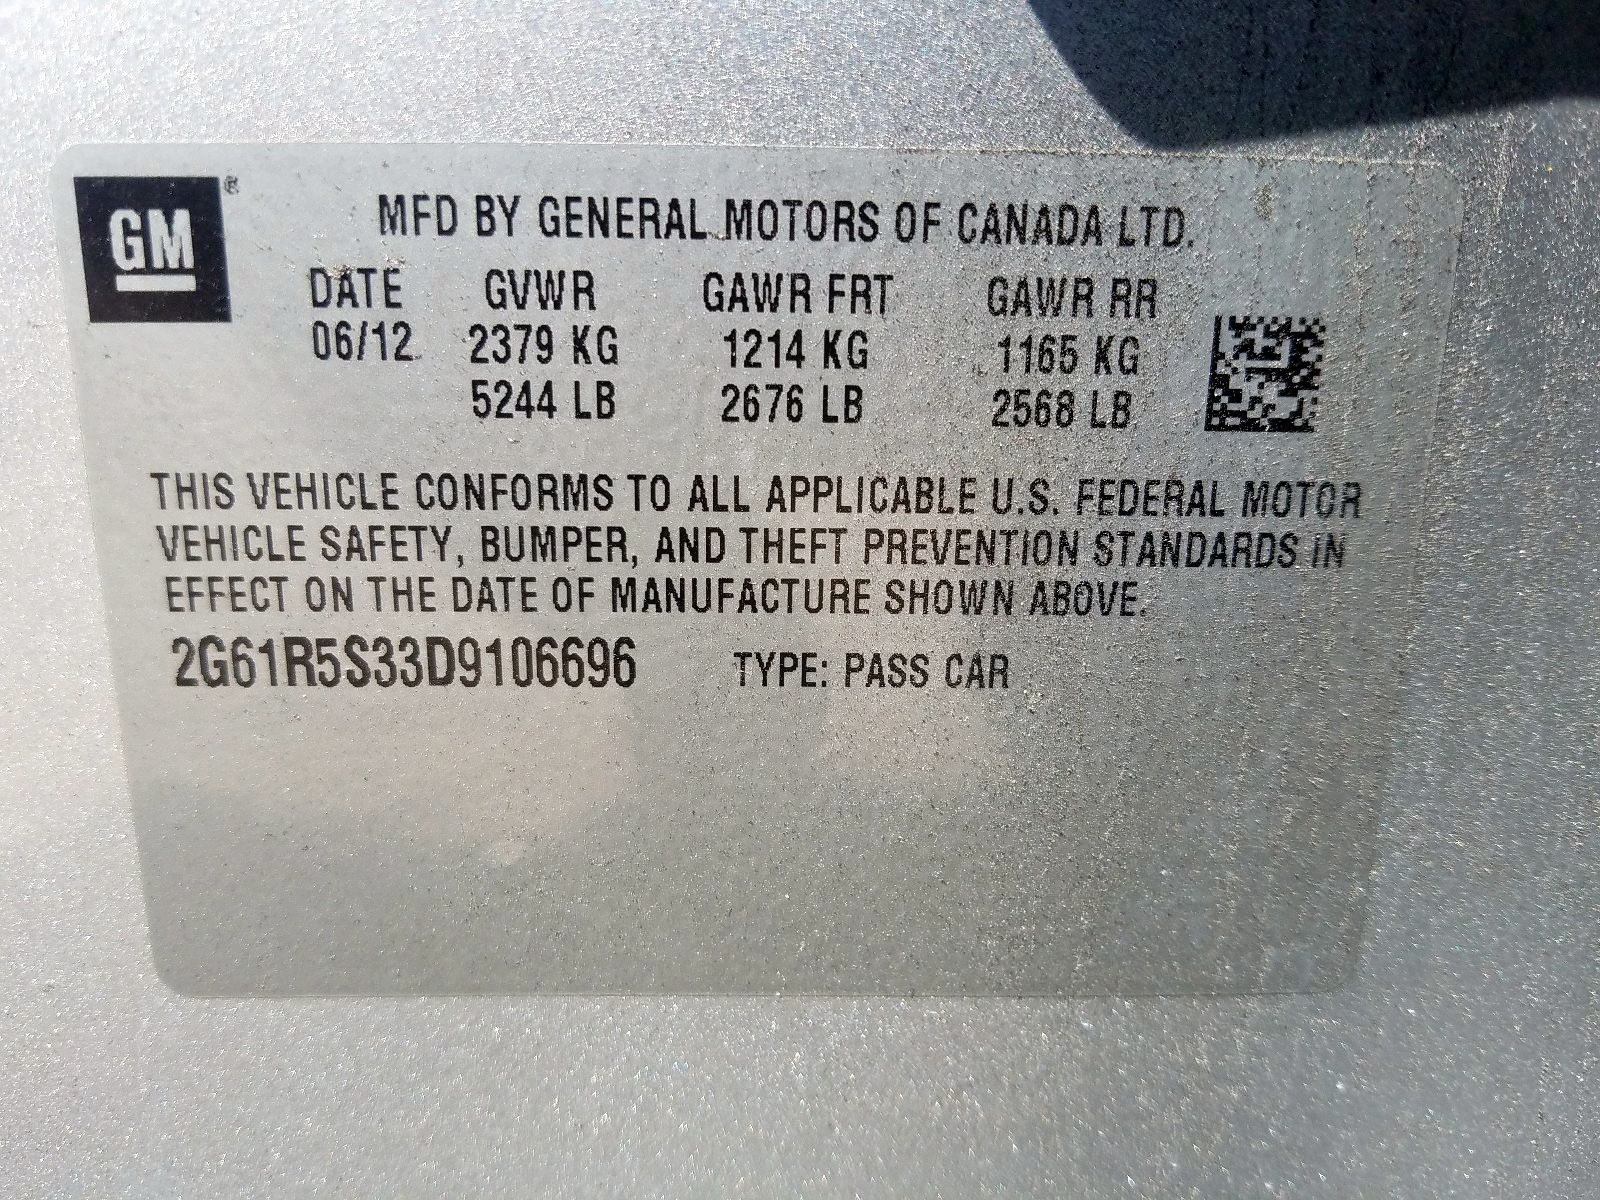 GM ®
MFD BY GENERAL MOTORS OF CANADA LTD.
DATE GVWR GAWR FRT GAWR RR
06/12 2379 KG 1214 KG 1165 KG
5244 LB 2676 LB 2568 LB
THIS VEHICLE CONFORMS TO ALL APPLICABLE U.S. FEDERAL MOTOR
VEHICLE SAFETY, BUMPER, AND THEFT PREVENTION STANDARDS IN
EFFECT ON THE DATE OF MANUFACTURE SHOWN ABOVE.
2G61R5S33D9106696 TYPE: PASS CAR